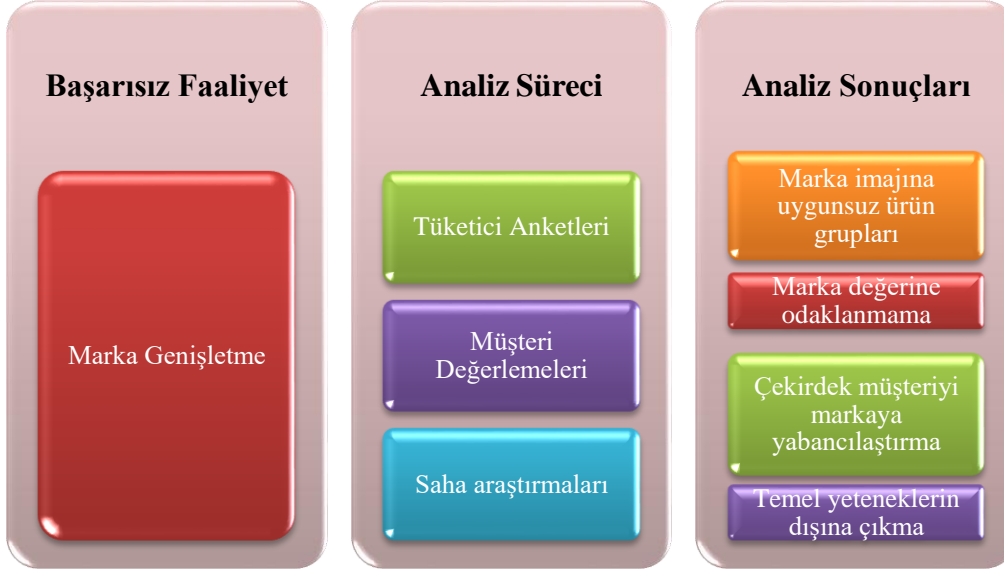 Başarısız Faaliyet
Marka Genişletme
Analiz Süreci
Tüketici Anketleri
Müşteri
Değerlemeleri
Saha araştırmaları
Analiz Sonuçları
Marka imajına
uygunsuz ürün
grupları
Marka değerine
odaklanmama
Çekirdek müşteriyi
markaya
yabancılaştırma
Temel yeteneklerin
dışına çıkma